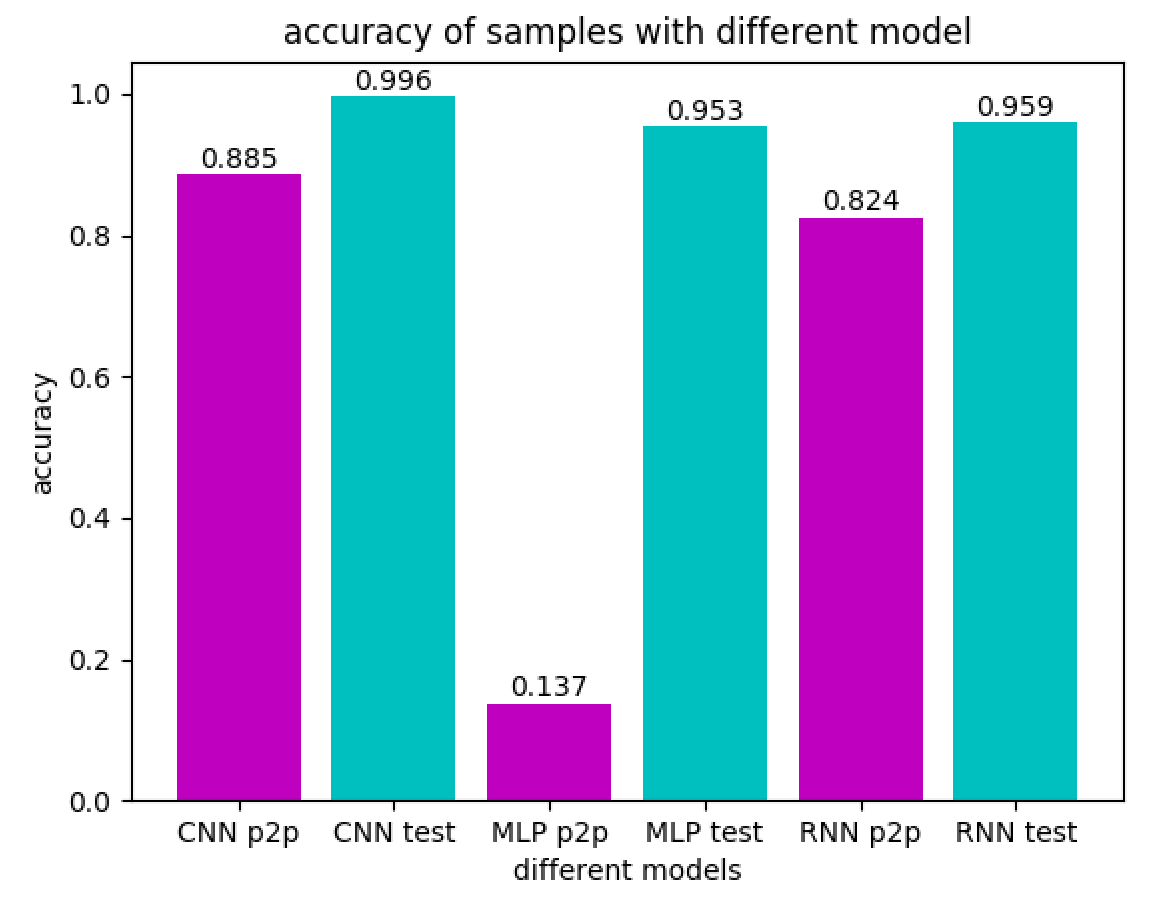 accuracy of samples with different model
accuracy
1.0
0.8
0.6
0.4
0.2
0.0
0.885
0.996
0.137
0.953
0.824
0.959
CNN p2p
CNN test
MLP p2p
MLP test
RNN p2p
RNN test
different models